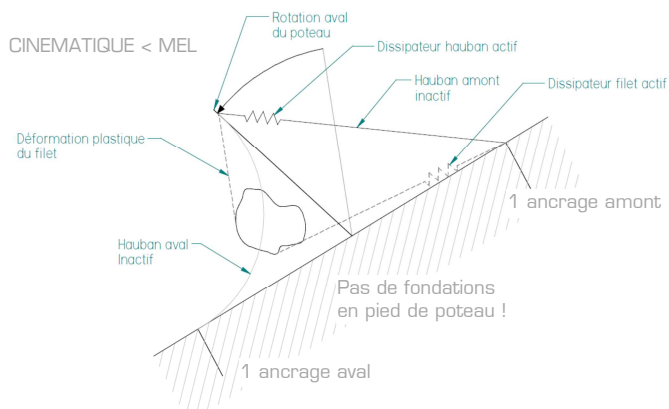 CINEMATIQUE < MEL
Rotation aval
du poteau
Dissipateur hauban actif
Hauban amont
inactif
Dissipateur filet actif
Déformation plastique
du filet
1 ancrage amont
Hauban aval
Inactif
Pas de fondations
en pied de poteau !
1 ancrage aval